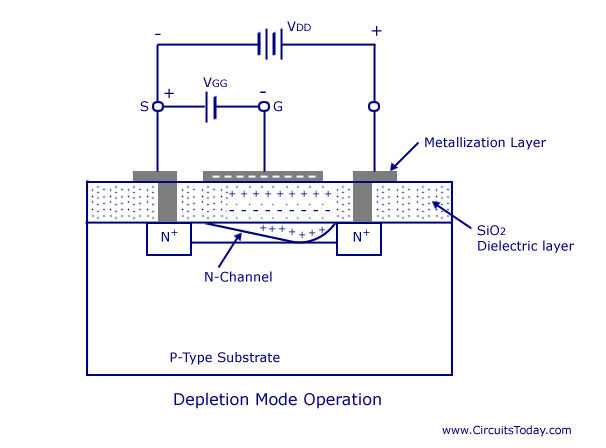 - VDD +
+ VGG -
S G
Metallization Layer
+ + + + + + + + +
- - - - - - - - -
N+ + + + + + + + + + + N+
SiO2
Dielectric layer
N-Channel
P-Type Substrate
Depletion Mode Operation
www.CircuitsToday.com